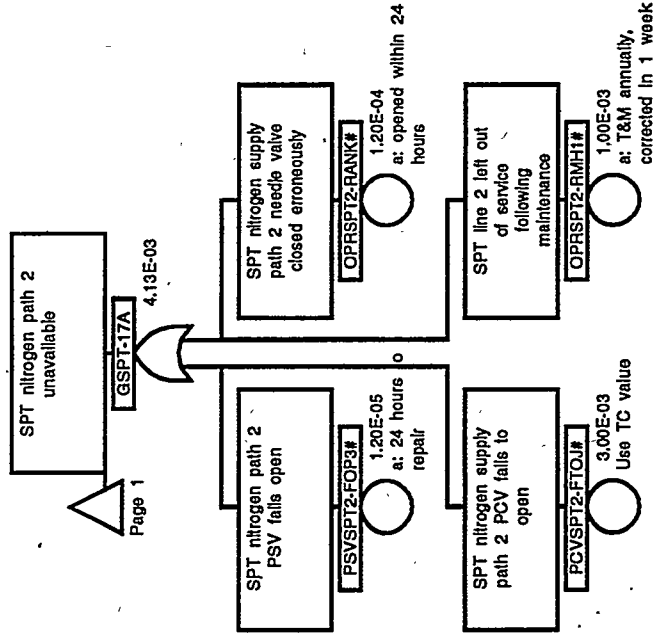 SPT nitrogen path 2
unavailable
GSPT-17A
4.13E-03
Page 1
SPT nitrogen path 2
PSV fails open
PSVSPT2-FOP3#
1.20E-05
a: 24 hours
repair
SPT nitrogen supply
path 2 needle valve
closed erroneously
OPRSPT2-RANK#
1.20E-04
a: opened within 24
hours
SPT nitrogen supply
path 2 PCV fails to
open
PCVSPT2-FTOJ#
3.00E-03
Use TC value
SPT line 2 left out
of service
following
maintenance
OPRSPT2-RMH1#
1.00E-03
a: T&M annually,
corrected in 1 week